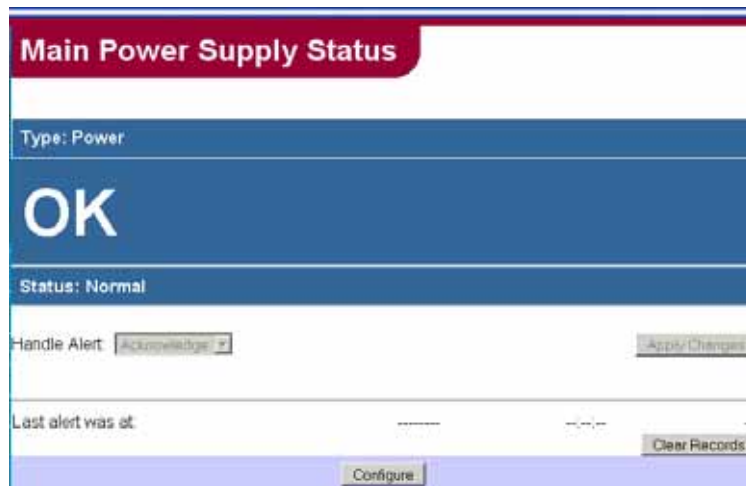 Main Power Supply Status
Type: Power
OK
Status: Normal
Handle Alert Acknowledge Apply Changes
Last alert was at: -------- --:--:-- -
Clear Records
Configure